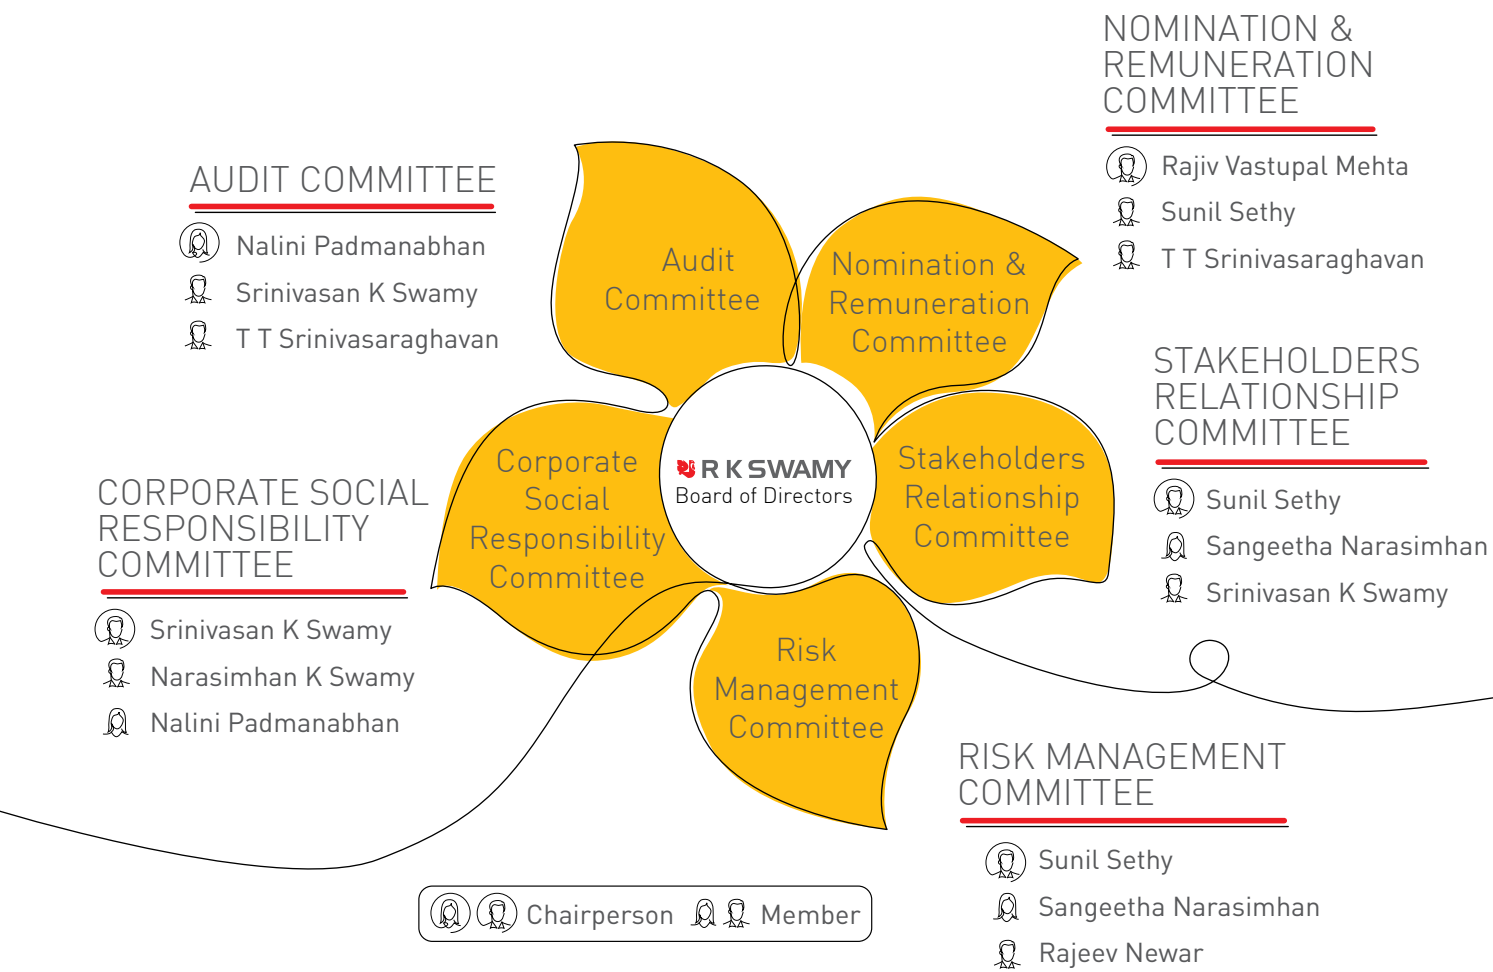 NOMINATION &
REMUNERATION
COMMITTEE
Rajiv Vastupal Mehta
Sunil Sethy
T T Srinivasaraghavan
AUDIT COMMITTEE
Nalini Padmanabhan
Srinivasan K Swamy
T T Srinivasaraghavan
Audit
Committee
Nomination &
Remuneration
Committee
STAKEHOLDERS
RELATIONSHIP
COMMITTEE
Sunil Sethy
Sangeetha Narasimhan
Srinivasan K Swamy
Corporate
Social
Responsibility
Committee
R K SWAMY
Board of Directors
Stakeholders
Relationship
Committee
CORPORATE SOCIAL
RESPONSIBILITY
COMMITTEE
Srinivasan K Swamy
Narasimhan K Swamy
Nalini Padmanabhan
Risk
Management
Committee
RISK MANAGEMENT
COMMITTEE
Sunil Sethy
Sangeetha Narasimhan
Rajeev Newar
Chairperson Member